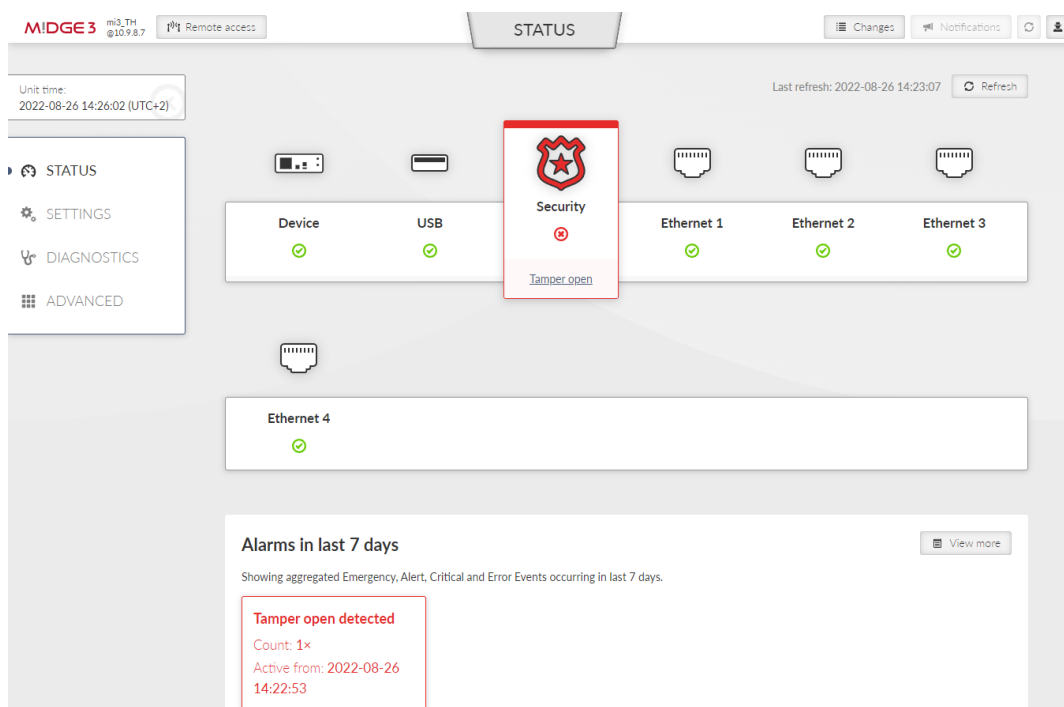 M!DGE 3
mi3_TH
@10.9.8.7
Remote access
STATUS
Changes
Notifications
Unit time:
2022-08-26 14:26:02 (UTC+2)
Last refresh: 2022-08-26 14:23:07
Refresh
STATUS
SETTINGS
DIAGNOSTICS
ADVANCED
Device
USB
Security
Ethernet 1
Ethernet 2
Ethernet 3
Tamper open
Ethernet 4
Alarms in last 7 days
View more
Showing aggregated Emergency, Alert, Critical and Error Events occurring in last 7 days.
Tamper open detected
Count: 1×
Active from: 2022-08-26
14:22:53